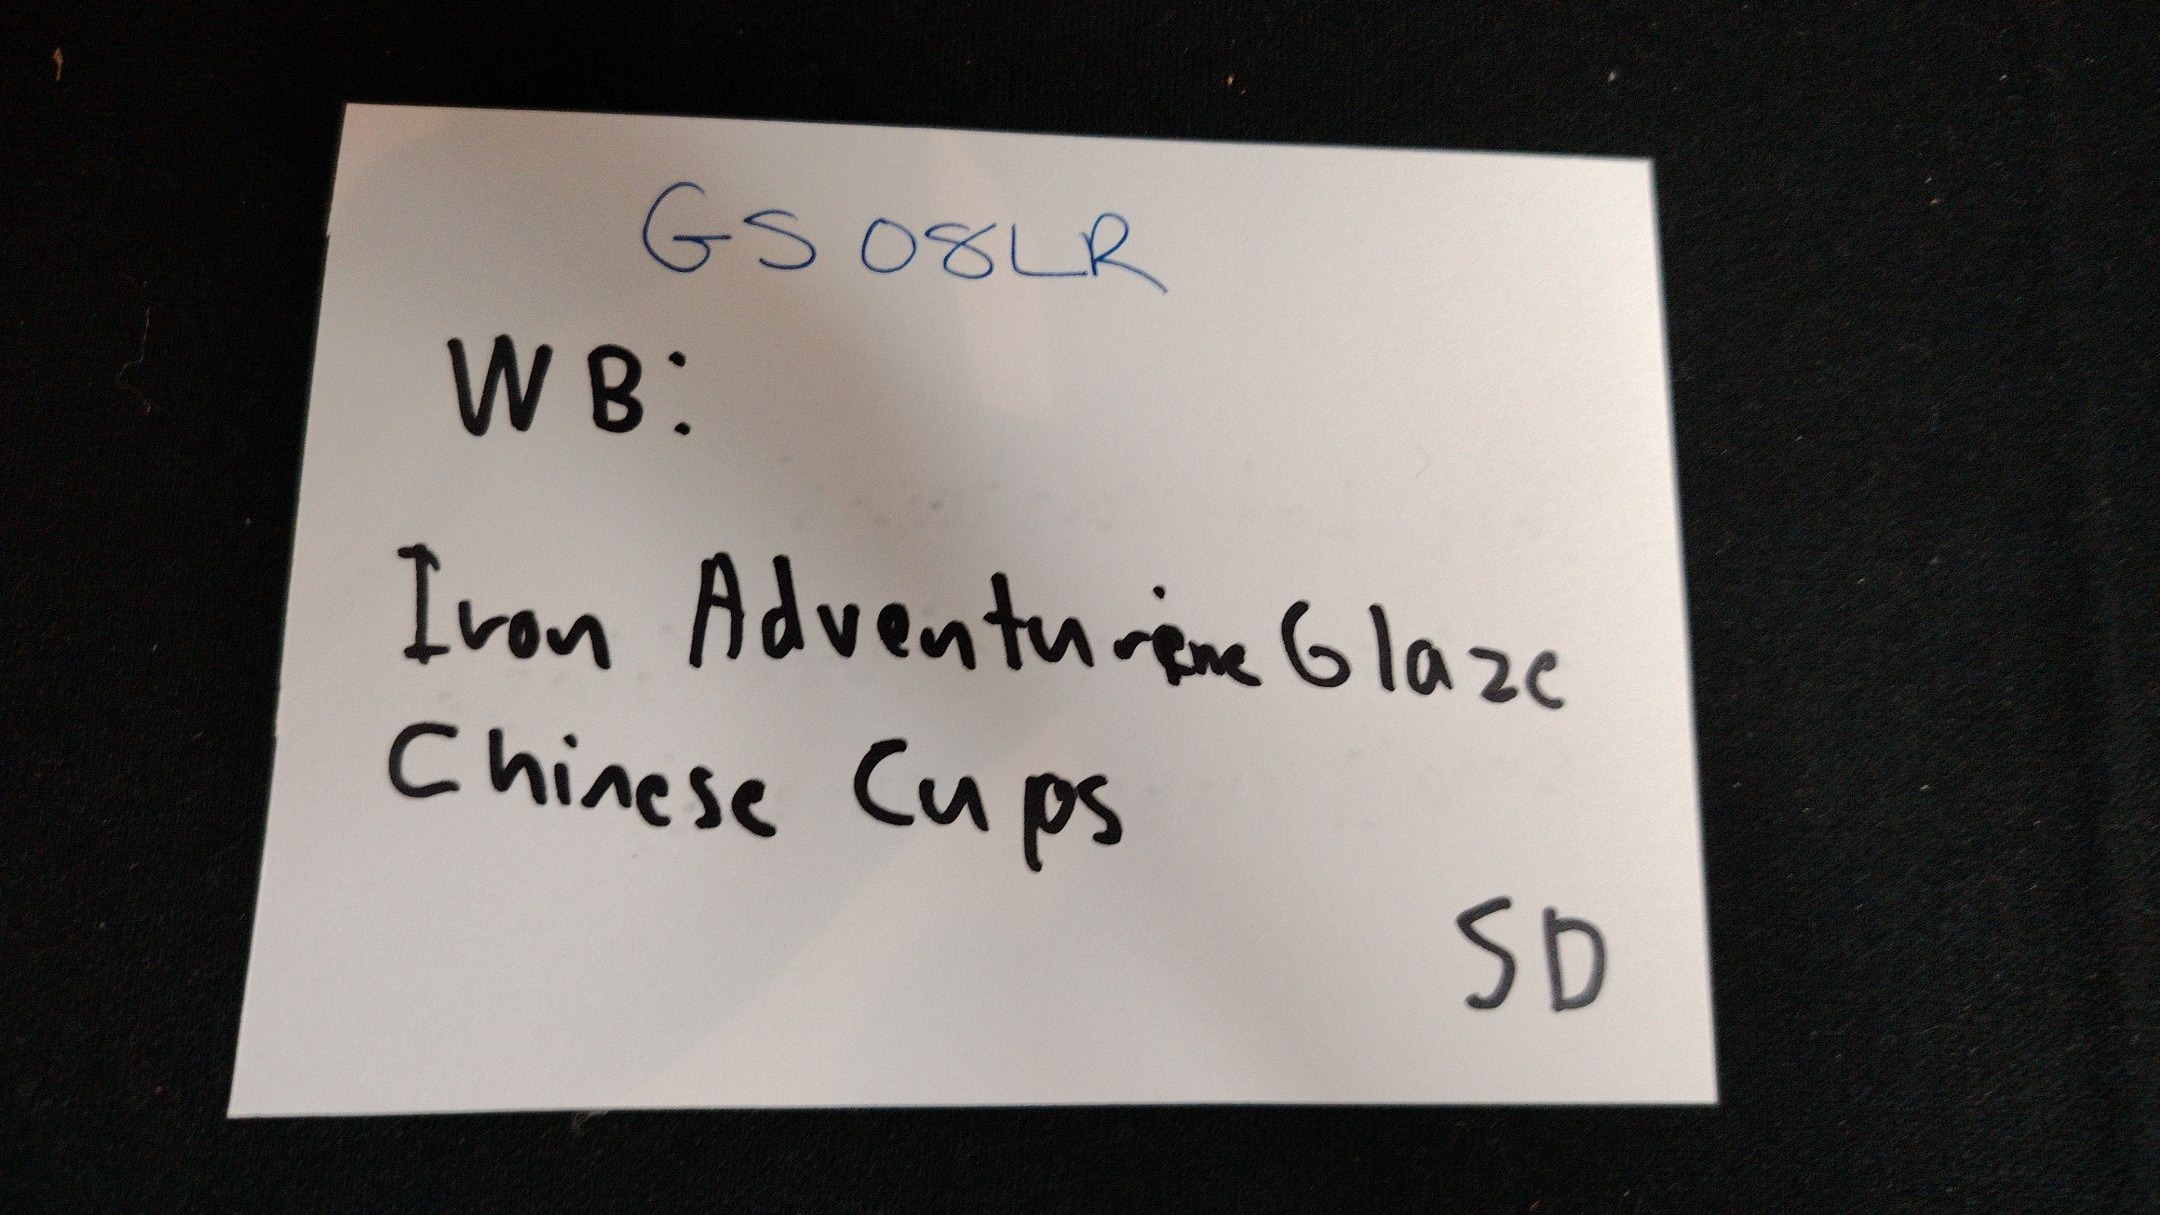 GS08LR
WB:
Iron Adventurine Glaze
Chinese Cups
SD